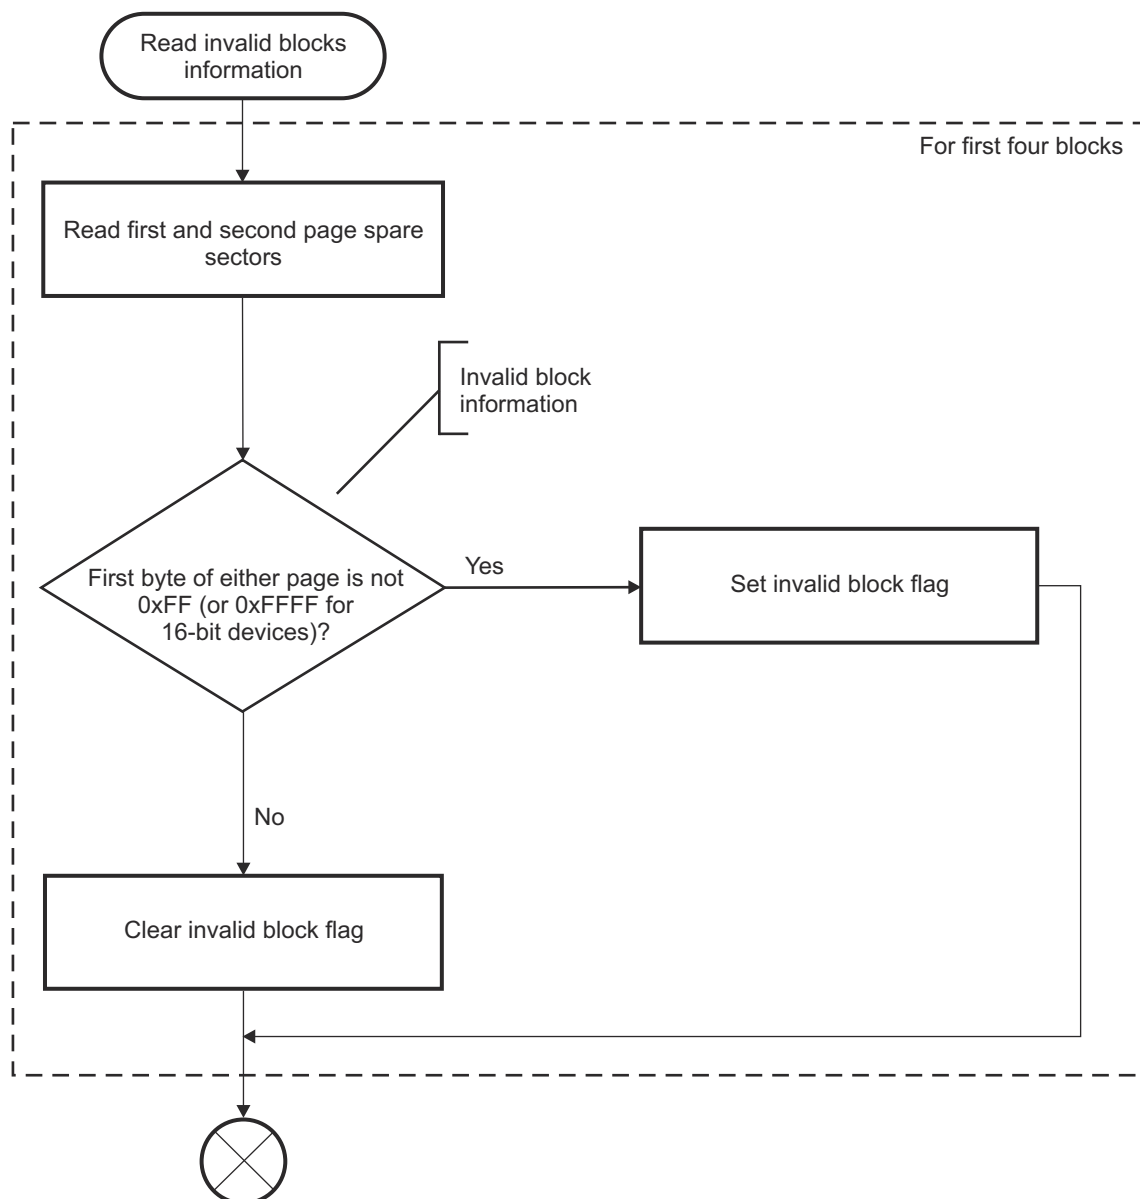 Read invalid blocks
information
For first four blocks
Read first and second page spare
sectors
Invalid block
information
First byte of either page is not
0xFF (or 0xFFFF for
16-bit devices)?
Yes
Set invalid block flag
No
Clear invalid block flag